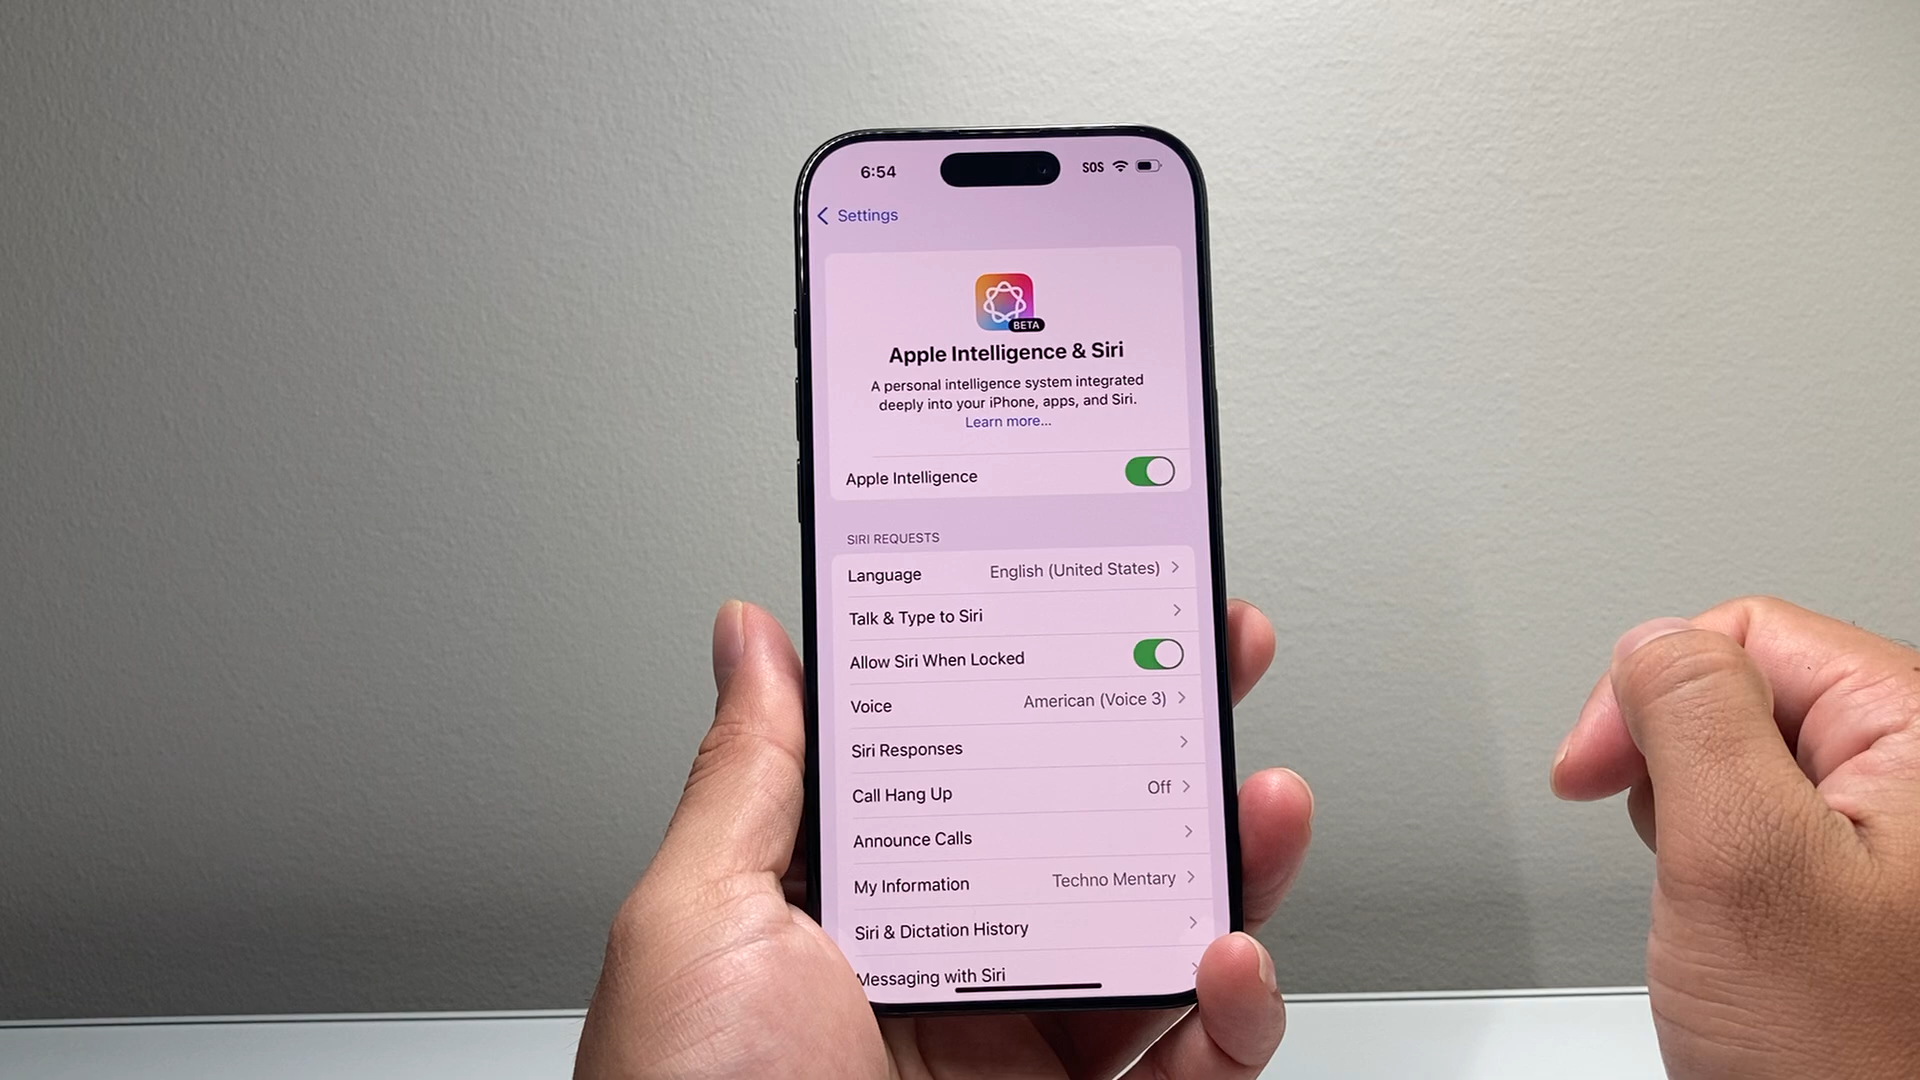 6:54
SOS
Settings
BETA
Apple Intelligence & Siri
A personal intelligence system integrated
deeply into your iPhone, apps, and Siri.
Learn more...
Apple Intelligence
SIRI REQUESTS
Language English (United States)
Talk & Type to Siri
Allow Siri When Locked
Voice American (Voice 3)
Siri Responses
Call Hang Up Off
Announce Calls
My Information Techno Mentary
Siri & Dictation History
Messaging with Siri